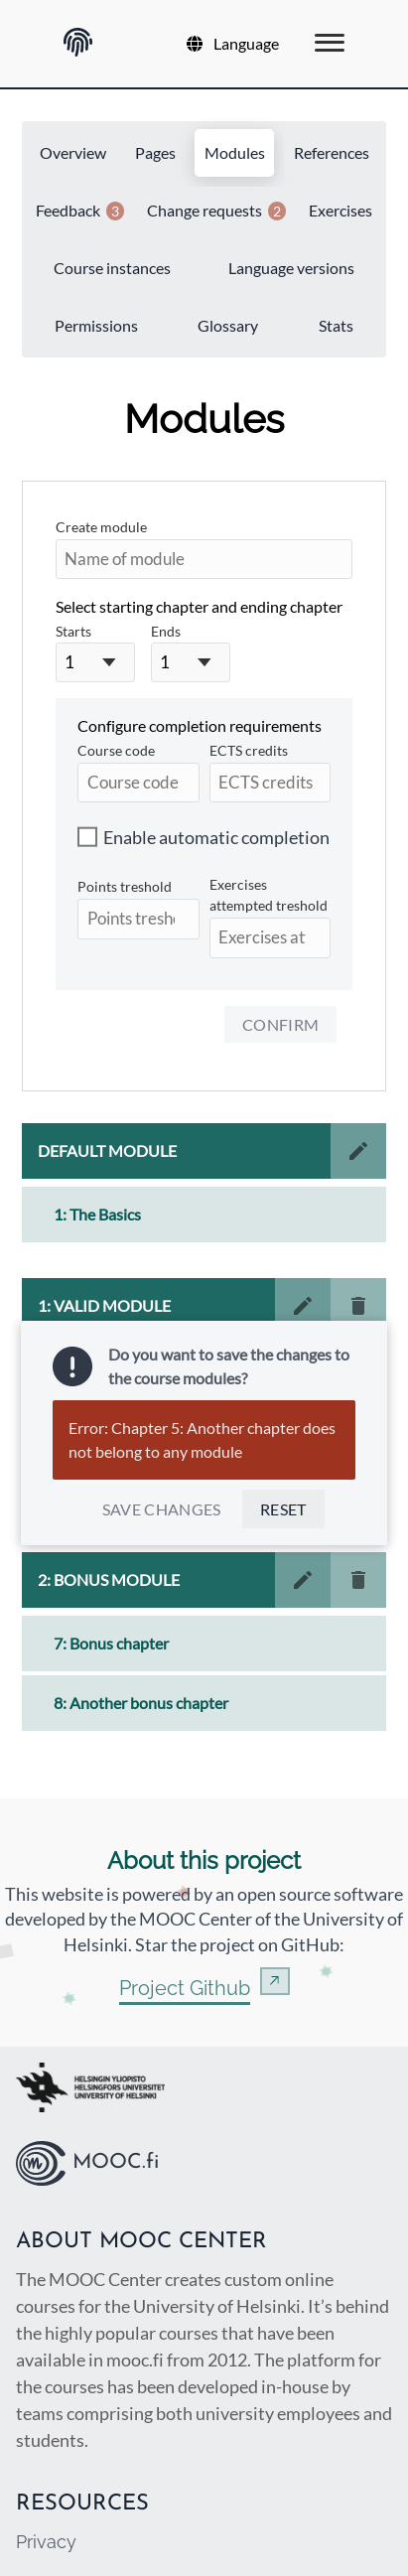 Language
Overview Pages Modules References
Feedback 3 Change requests 2 Exercises
Course instances Language versions
Permissions Glossary Stats
Modules
Create module
Name of module
Select starting chapter and ending chapter
Starts Ends
1 1
Configure completion requirements
Course code ECTS credits
Course code ECTS credits
Enable automatic completion
Points treshold Exercises
attempted treshold
Points tresho Exercises at
CONFIRM
DEFAULT MODULE
1: The Basics
1: VALID MODULE
Do you want to save the changes to
the course modules?
Error: Chapter 5: Another chapter does
not belong to any module
SAVE CHANGES RESET
2: BONUS MODULE
7: Bonus chapter
8: Another bonus chapter
About this project
This website is powered by an open source software
developed by the MOOC Center of the University of
Helsinki. Star the project on GitHub:
Project Github
HELSINGIN YLIOPISTO
HELSINGFORS UNIVERSITET
UNIVERSITY OF HELSINKI
MOOC.fi
ABOUT MOOC CENTER
The MOOC Center creates custom online
courses for the University of Helsinki. It's behind
the highly popular courses that have been
available in mooc.fi from 2012. The platform for
the courses has been developed in-house by
teams comprising both university employees and
students.
RESOURCES
Privacy